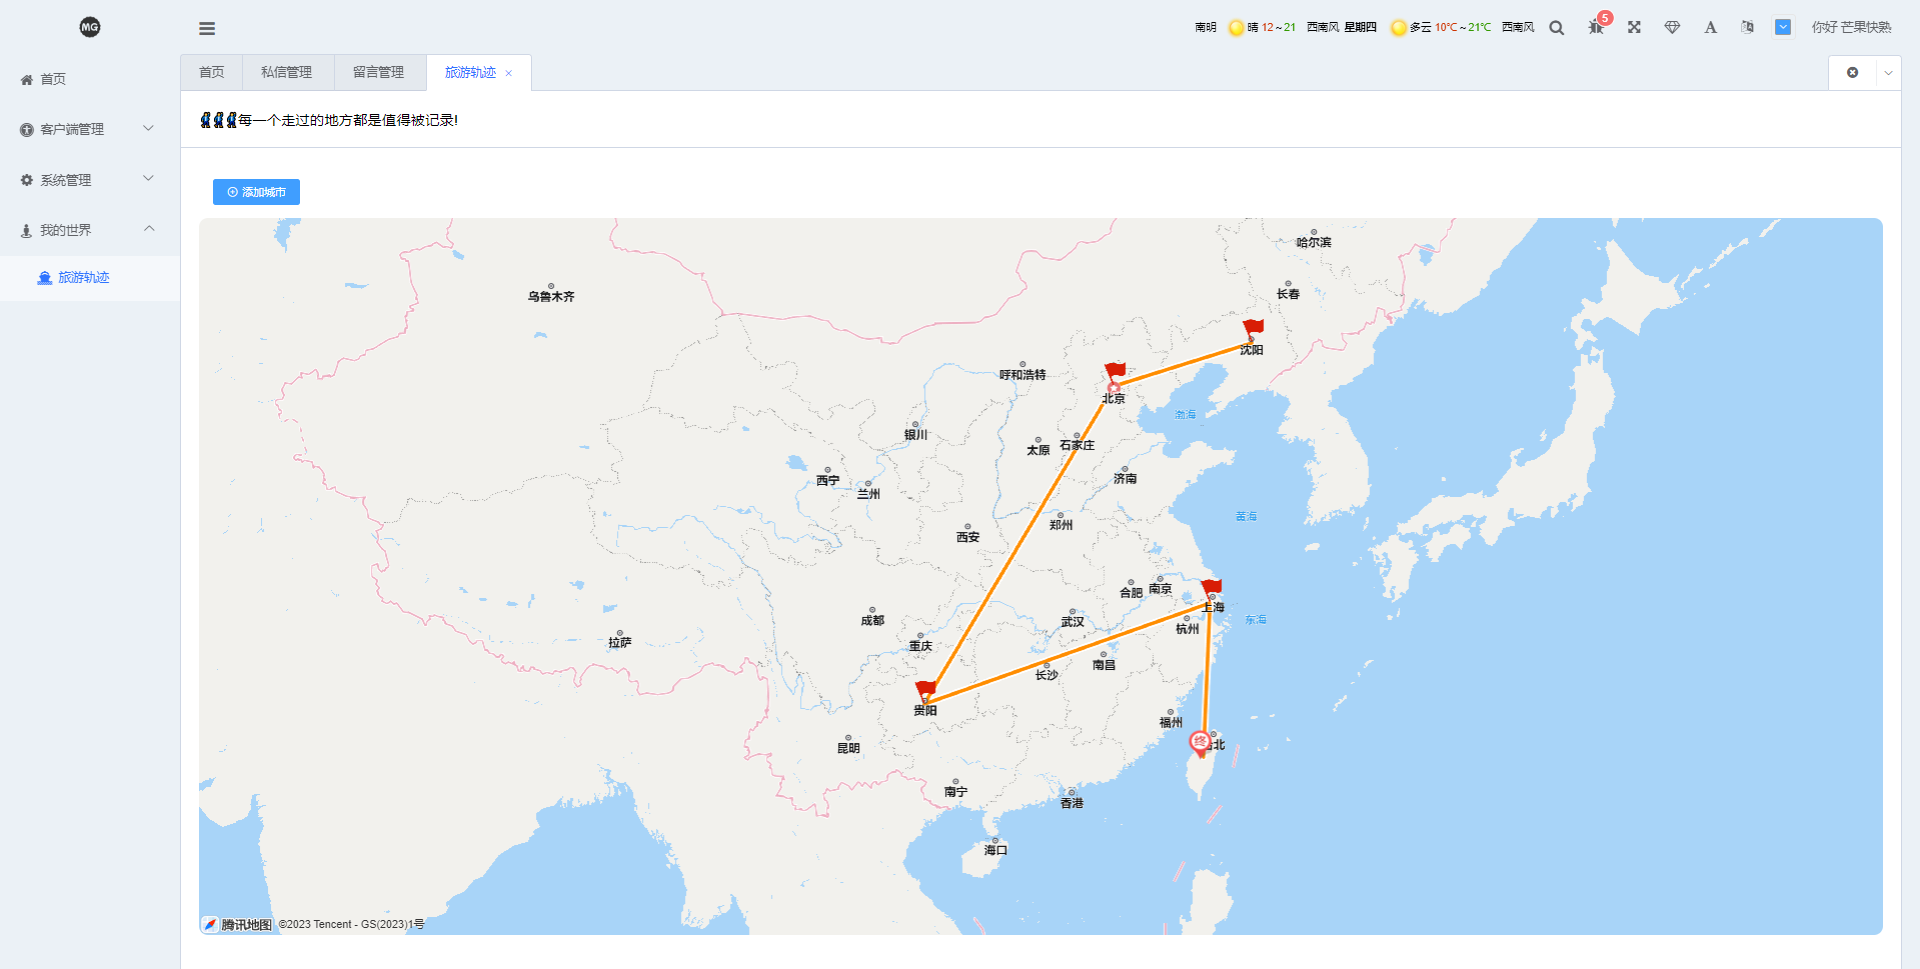 MG
南明 晴 12~21 西南风 星期四 多云 10℃~21℃ 西南风
5
你好 芒果快熟
首页
客户端管理
系统管理
我的世界
旅游轨迹
首页 私信管理 留言管理 旅游轨迹
每一个走过的地方都是值得被记录!
添加城市
哈尔滨
长春
乌鲁木齐
沈阳
呼和浩特
北京
渤海
银川
太原
石家庄
西宁
兰州
济南
郑州
黄海
西安
合肥
南京
上海
成都
武汉
杭州
东海
拉萨
重庆
长沙
南昌
贵阳
福州
昆明
终
北
南宁
香港
海口
腾讯地图 ©2023 Tencent - GS(2023)1号